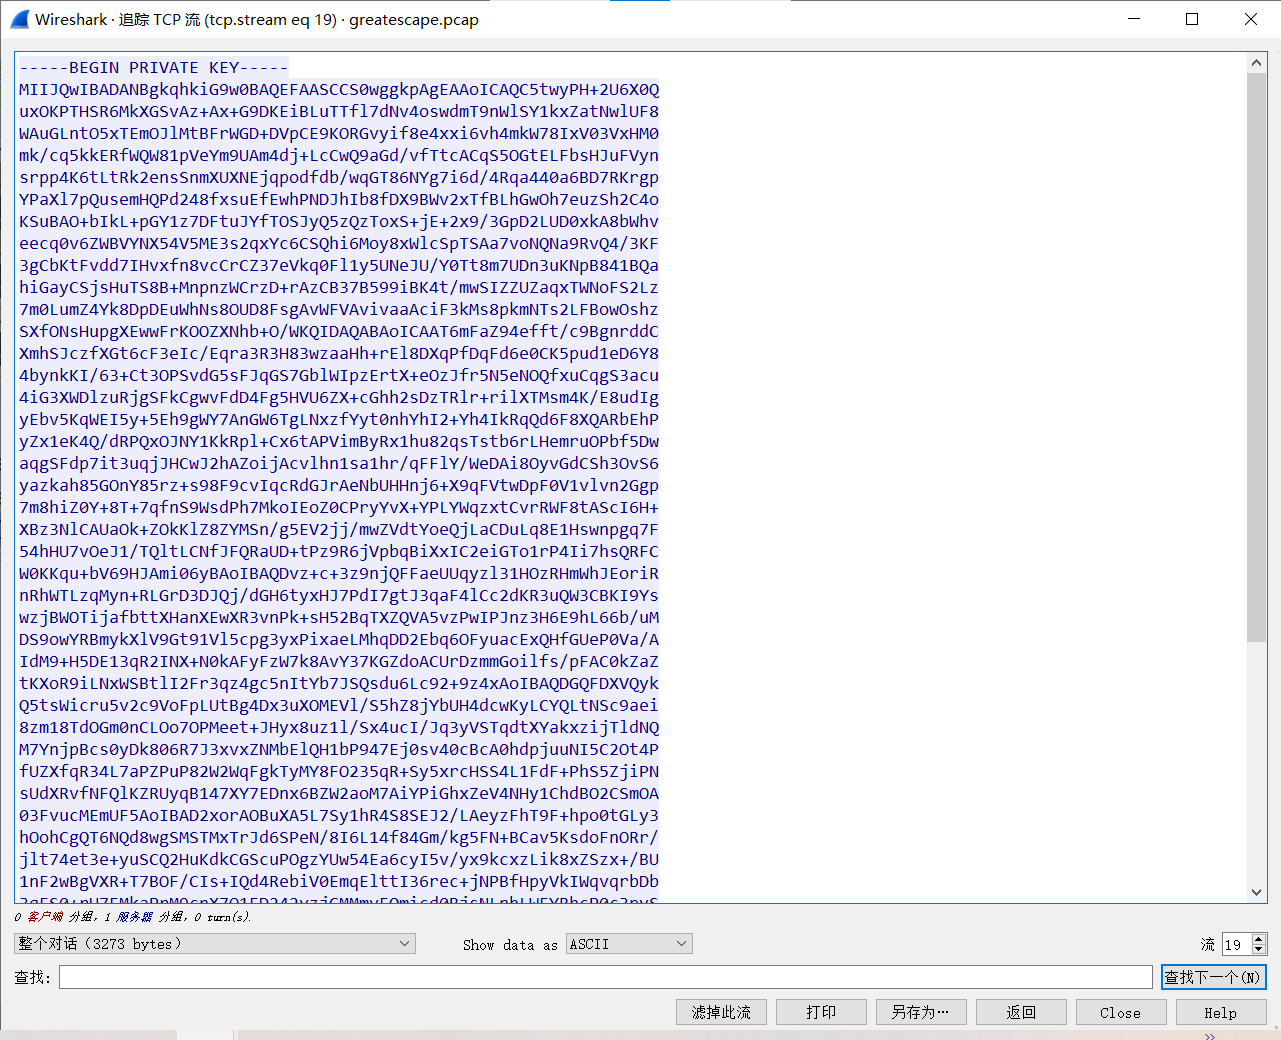 Wireshark · 追踪 TCP 流 (tcp.stream eq 19) · greatescape.pcap
-----BEGIN PRIVATE KEY-----
MIIJQwIBADANBgkqhkiG9w0BAQEFAASCCS0wggkpAgEAAoICAQC5twyPH+2U6X0Q
uxOKPTHSR6MkXGSvAz+Ax+G9DKEiBLuTTfl7dNv4oswdmT9nWlSY1kxZatNwlUF8
WAuGLntO5xTEmOJlMtBFrWGD+DVpCE9KORGvyif8e4xxi6vh4mkW78IxV03VxHM0
mk/cq5kkERfWQW81pVeYm9UAm4dj+LcCwQ9aGd/vfTtcACqS5OGtELFbsHJuFVyn
srpp4K6tLtRk2ensSnmXUXNEjqpodfdb/wqGT86NYg7i6d/4Rqa440a6BD7RKrgp
YPaXl7pQusemHQPd248fxsuEfEwhPNDJhIb8fDX9BWv2xTfBLhGwOh7euzSh2C4o
KSuBAO+bIkL+pGY1z7DFtuJYfTOSJyQ5zQzToxS+jE+2x9/3GpD2LUD0xkA8bWhv
eecq0v6ZWBVYNX54V5ME3s2qxYc6CSQhi6Moy8xWlcSpTSAa7voNQNa9RvQ4/3KF
3gCbKtFvdd7IHvxfn8vcCrCZ37eVkq0Fl1y5UNeJU/Y0Tt8m7UDn3uKNpB841BQa
hiGayCSjsHuTS8B+MnpnzWCrzD+rAzCB37B599iBK4t/mwSIZZUZaqxTWNoFS2Lz
7m0LumZ4Yk8DpDEuWhNs8OUD8FsgAvWFVAvivaaAciF3kMs8pkmNTs2LFBowOshz
SXfONsHupgXEwwFrKOOZXNhb+O/WKQIDAQABAoICAAT6mFaZ94efft/c9BgnrddC
XmhSJczfXGt6cF3eIc/Eqra3R3H83wzaaHh+rEl8DXqPfDqFd6e0CK5pud1eD6Y8
4bynkKI/63+Ct3OPSvdG5sFJqGS7GblWIpzErtX+eOzJfr5N5eNOQfxuCqgS3acu
4iG3XWDlzuRjgSFkCgwvFdD4Fg5HVU6ZX+cGhh2sDzTRlr+rilXTMsm4K/E8udIg
yEbv5KqWEI5y+5Eh9gWY7AnGW6TgLNxzfYyt0nhYhI2+Yh4IkRqQd6F8XQARbEhP
yZx1eK4Q/dRPQxOJNY1KkRpl+Cx6tAPVimByRx1hu82qsTstb6rLHemruOPbf5Dw
aqgSFdp7it3uqjJHCwJ2hAZoijAcvlhn1sa1hr/qFFlY/WeDAi8OyvGdCSh3OvS6
yazkah85GOnY85rz+s98F9cvIqcRdGJrAeNbUHHnj6+X9qFVtwDpF0V1vlvn2Ggp
7m8hiZ0Y+8T+7qfnS9WsdPh7MkoIEoZ0CPryYvX+YPLYWqzxtCvrRWF8tAScI6H+
XBz3NlCAUaOk+ZOkKlZ8ZYMSn/g5EV2jj/mwZVdtYoeQjLaCDuLq8E1Hswnpgq7F
54hHU7vOeJ1/TQltLCNfJFQRaUD+tPz9R6jVpbqBiXxIC2eiGTo1rP4Ii7hsQRFC
W0KKqu+bV69HJAmi06yBAoIBAQDvz+c+3z9njQFFaeUUqyzl31HOzRHmWhJEoriR
nRhWTLzqMyn+RLGrD3DJQj/dGH6tyxHJ7PdI7gtJ3qaF4lCc2dKR3uQW3CBKI9Ys
wzjBWOTijafbttXHanXEwXR3vnPk+sH52BqTXZQVA5vzPwIPJnz3H6E9hL66b/uM
DS9owYRBmykXlV9Gt91Vl5cpg3yxPixaeLMhqDD2Ebq6OFyuacExQHfGUeP0Va/A
IdM9+H5DE13qR2INX+N0kAFyFzW7k8AvY37KGZdoACUrDzmmGoilfs/pFAC0kZaZ
tKXoR9iLNxWSBtlI2Fr3qz4gc5nItYb7JSQsdu6Lc92+9z4xAoIBAQDGQFDXVQyk
Q5tsWicru5v2c9VoFpLUtBg4Dx3uXOMEVl/S5hZ8jYbUH4dcwKyLCYQLtNSc9aei
8zm18TdOGm0nCLOo7OPMeet+JHyx8uz1l/Sx4ucI/Jq3yVSTqdtXYakxzijTldNQ
M7YnjpBcs0yDk806R7J3xvxZNMbElQH1bP947Ej0sv40cBcA0hdpjuuNI5C2Ot4P
fUZXfqR34L7aPZPuP82W2WqFgkTyMY8FO235qR+Sy5xrcHSS4L1FdF+PhS5ZjiPN
sUdXRvfNFQlKZRUyqB147XY7EDnx6BZW2aoM7AiYPiGhxZeV4NHy1ChdBO2CSmOA
03FvucMEmUF5AoIBAD2xorAOBuXA5L7Sy1hR4S8SEJ2/LAeyzFhT9F+hpo0tGLy3
hOohCgQT6NQd8wgSMSTMxTrJd6SPeN/8I6L14f84Gm/kg5FN+BCav5KsdoFnORr/
jlt74et3e+yuSCQ2HuKdkCGScuPOgzYUw54Ea6cyI5v/yx9kcxzLik8xZSzx+/BU
1nF2wBgVXR+T7BOF/CIs+IQd4RebiV0EmqElttI36rec+jNPBfHpyVkIWqvqrbDb
0 客户端 分组，1 服务器 分组，0 turn(s).
整个对话（3273 bytes）
Show data as
ASCII
流 19
查找：
查找下一个(N)
滤掉此流
打印
另存为…
返回
Close
Help